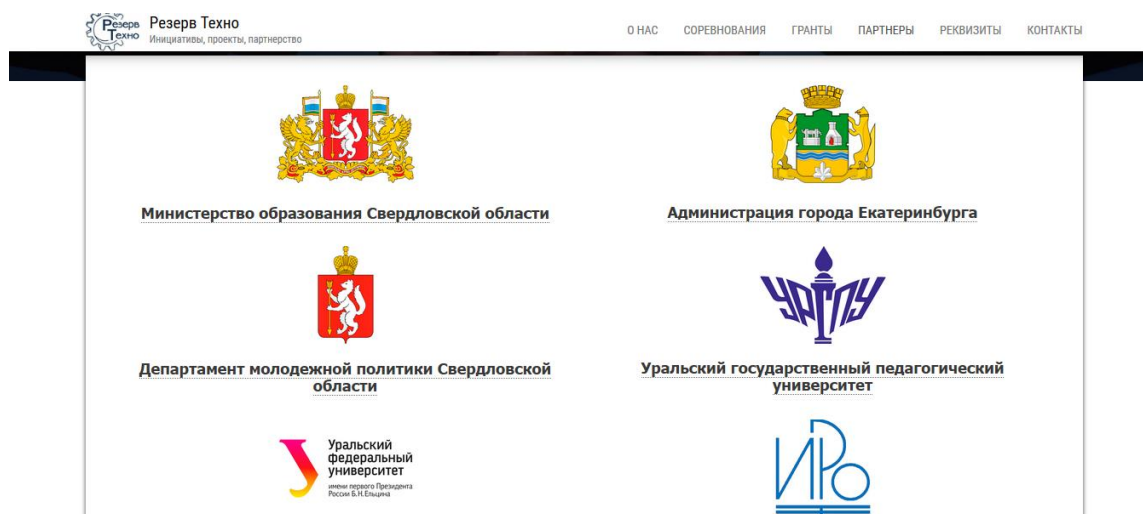 Резерв Техно
Резерв Техно
Инициативы, проекты, партнерство
О НАС СОРЕВНОВАНИЯ ГРАНТЫ ПАРТНЕРЫ РЕКВИЗИТЫ КОНТАКТЫ
Министерство образования Свердловской области
Администрация города Екатеринбурга
УРГПУ
Департамент молодежной политики Свердловской
области
Уральский государственный педагогический
университет
Уральский
федеральный
университет
имени первого Президента
России Б.Н.Ельцина
ИРО